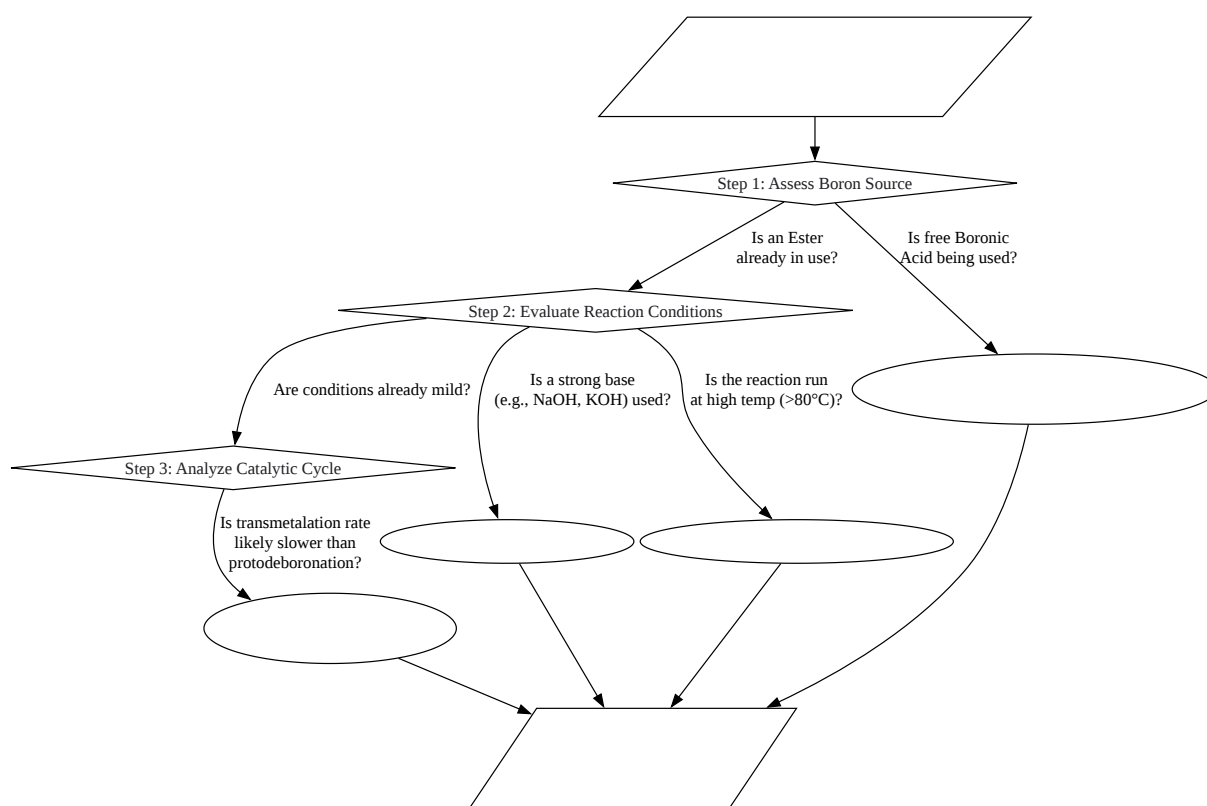 Step 1: Assess Boron Source
Is an Ester
already in use?
Is free Boronic
Acid being used?
Step 2: Evaluate Reaction Conditions
Are conditions already mild?
Is a strong base
(e.g., NaOH, KOH) used?
Is the reaction run
at high temp (>80°C)?
Step 3: Analyze Catalytic Cycle
Is transmetalation rate
likely slower than
protodeboronation?